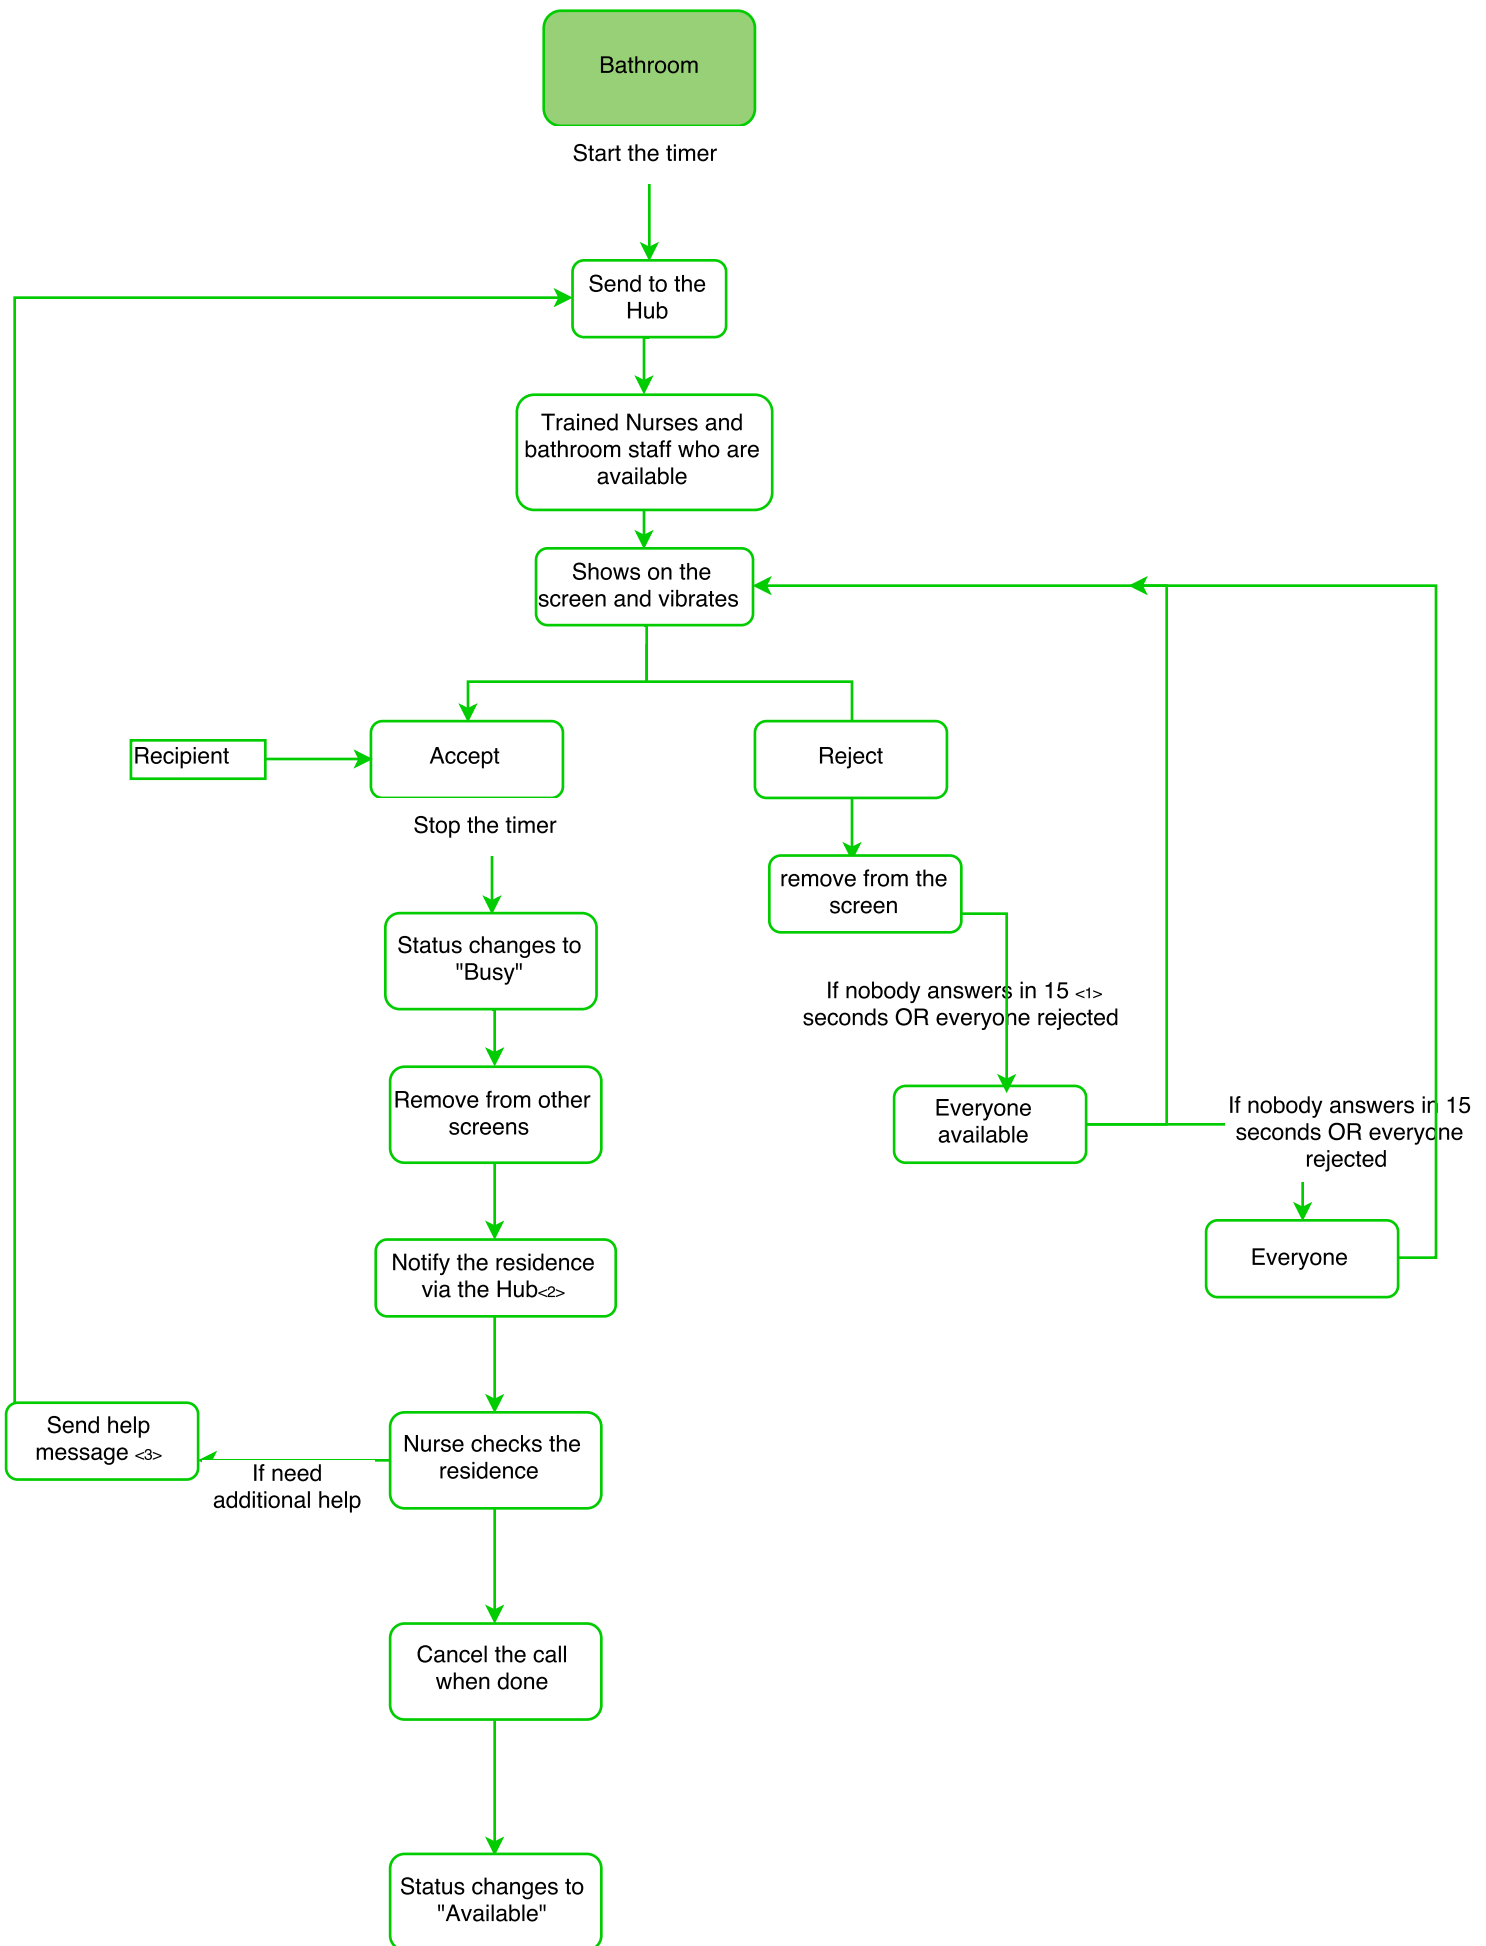 Bathroom
Start the timer
Send to the
Hub
Trained Nurses and
bathroom staff who are
available
Shows on the
screen and vibrates
Recipient
Accept
Reject
Stop the timer
remove from the
screen
Status changes to
"Busy"
If nobody answers in 15 <1>
seconds OR everyone rejected
Remove from other
screens
Everyone
available
If nobody answers in 15
seconds OR everyone
rejected
Notify the residence
via the Hub<2>
Everyone
Send help
message <3>
If need
additional help
Nurse checks the
residence
Cancel the call
when done
Status changes to
"Available"